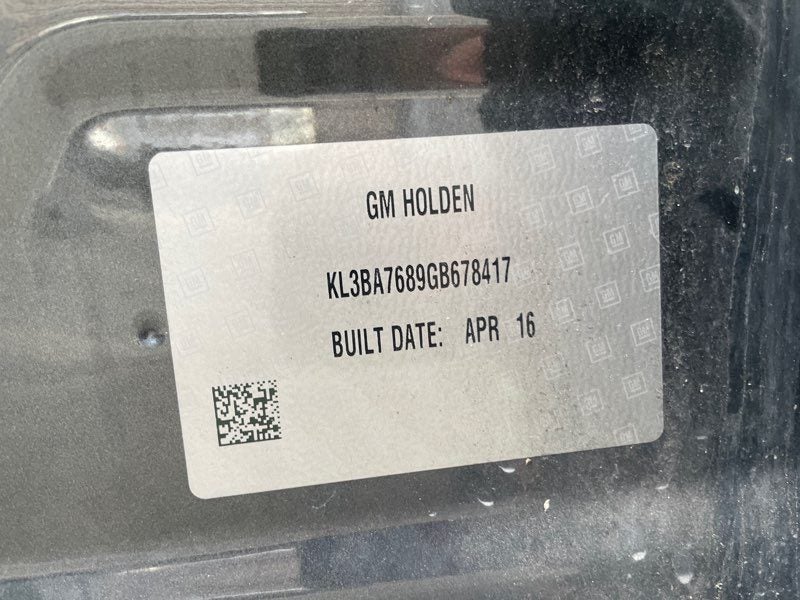 GM HOLDEN
KL3BA7689GB678417
BUILT DATE: APR 16